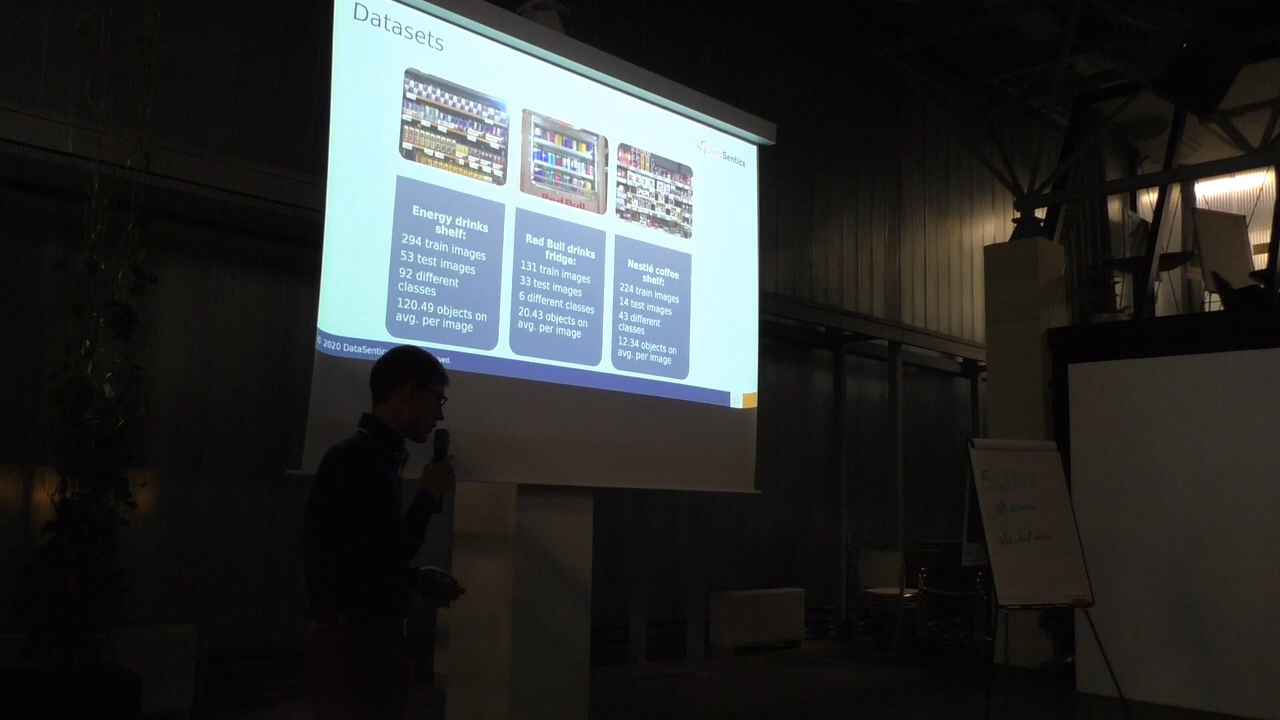 Datasets
DataSentics
Energy drinks
shelf:
294 train images
53 test images
92 different
classes
120.49 objects on
avg. per image
Red Bull
Red Bull drinks
fridge:
131 train images
33 test images
6 different classes
20.43 objects on
avg. per image
Nestlé coffee
shelf:
224 train images
14 test images
43 different
classes
12.34 objects on
avg. per image
© 2020 DataSentics